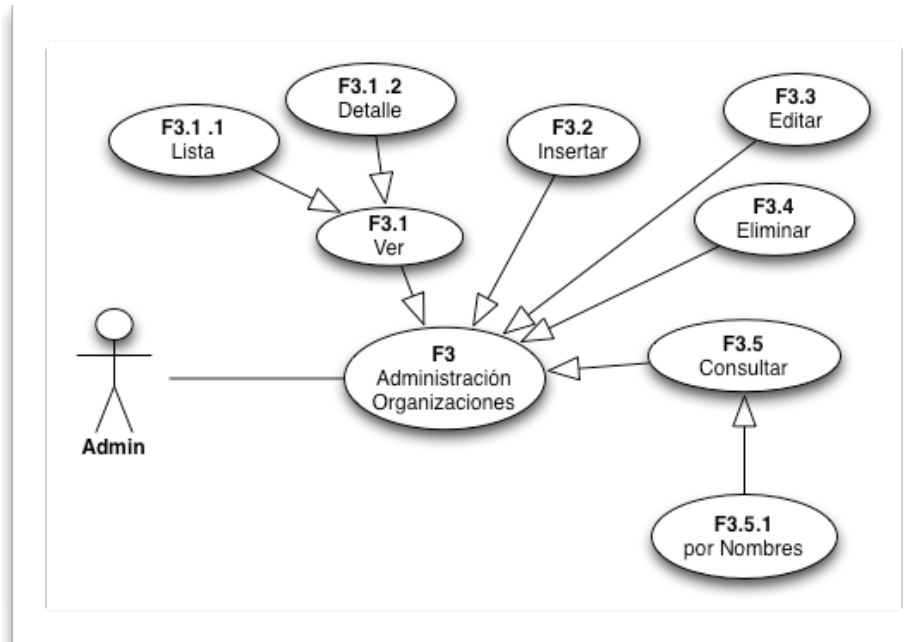 F3.1 .1
Lista
F3.1 .2
Detalle
F3.2
Insertar
F3.3
Editar
F3.1
Ver
F3.4
Eliminar
F3
Administración
Organizaciones
F3.5
Consultar
Admin
F3.5.1
por Nombres